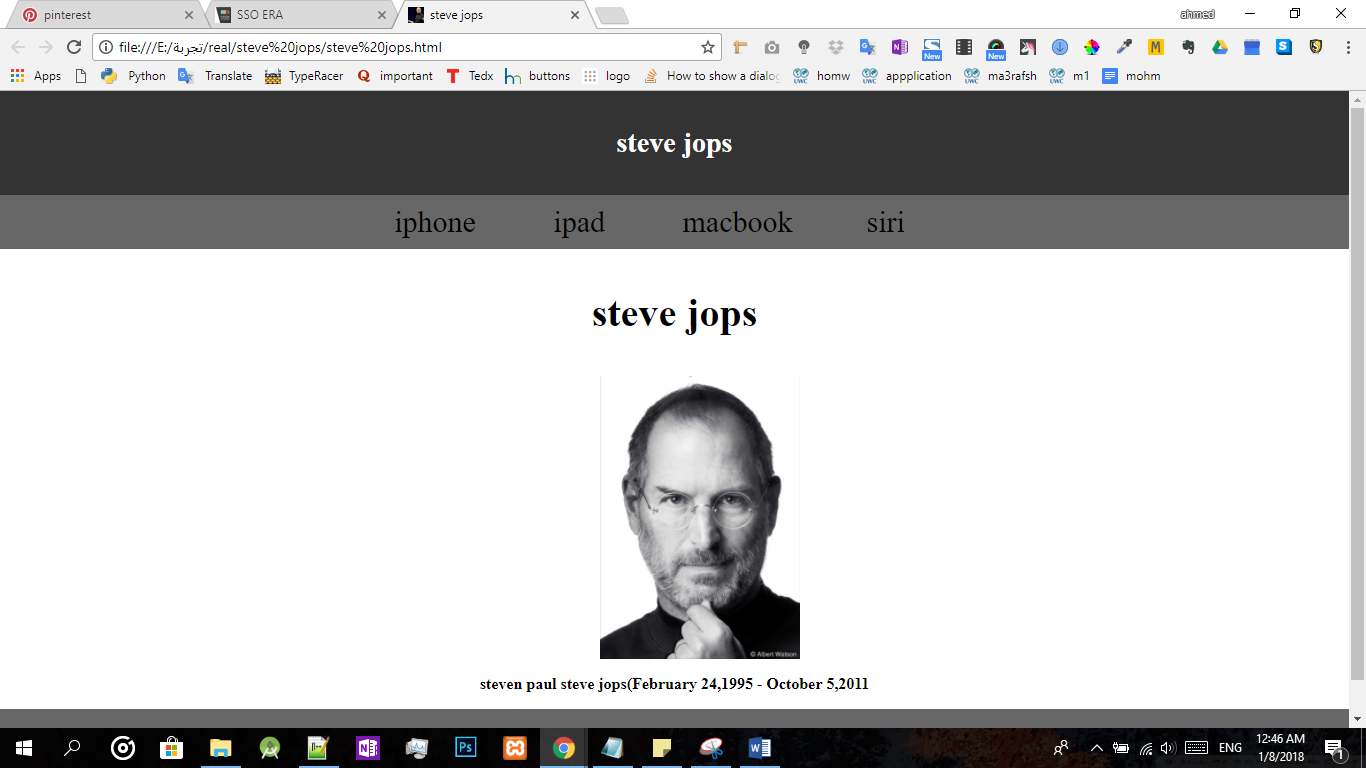 pinterest
SSO ERA
steve jops
ahmed
file:///E:/تجربة/real/steve%20jops/steve%20jops.html
New
New
Apps
Python
Translate
TypeRacer
important
Tedx
buttons
logo
How to show a dialog
homw
appplication
ma3rafsh
m1
mohm
steve jops
iphone ipad macbook siri
steve jops
© Albert Watson
steven paul steve jops(February 24,1995 - October 5,2011
ENG
12:46 AM
1/8/2018
1